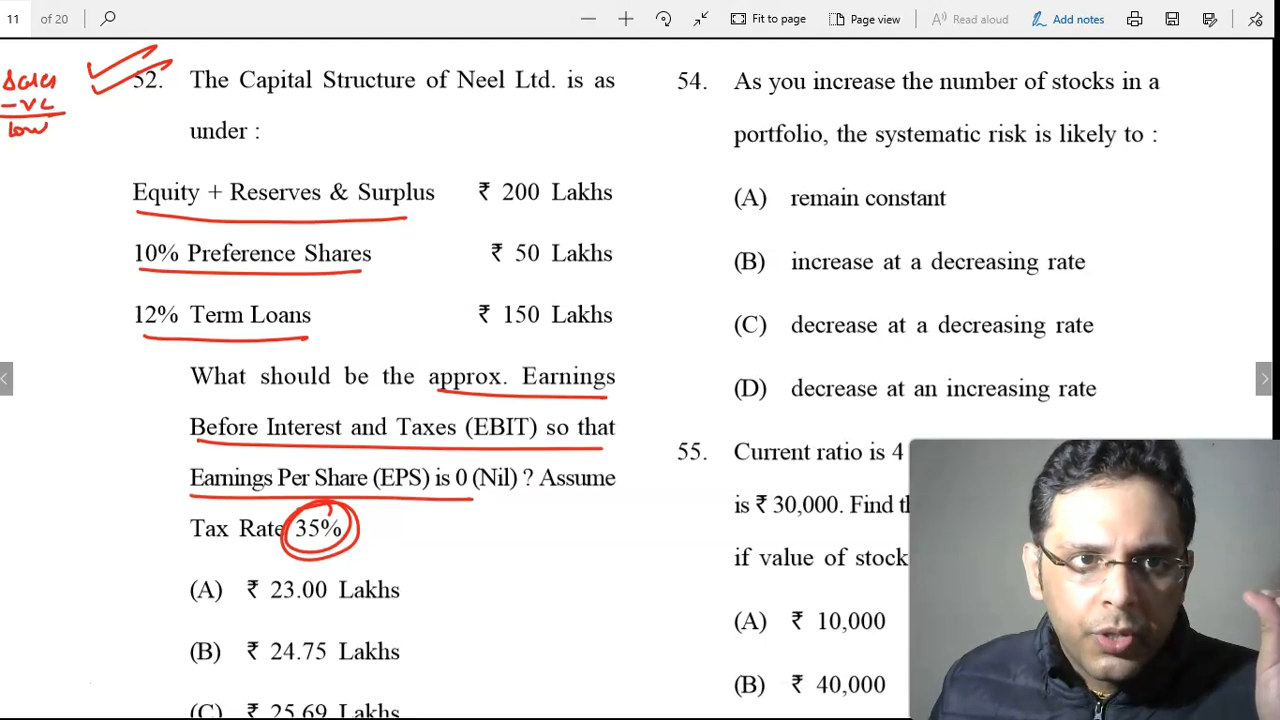 11 of 20
Fit to page
Page view
Read aloud
Add notes
Sales
- VC
52. The Capital Structure of Neel Ltd. is as
under :
Equity + Reserves & Surplus ₹ 200 Lakhs
10% Preference Shares ₹ 50 Lakhs
12% Term Loans ₹ 150 Lakhs
What should be the approx. Earnings
Before Interest and Taxes (EBIT) so that
Earnings Per Share (EPS) is 0 (Nil) ? Assume
Tax Rate 35%
(A) ₹ 23.00 Lakhs
(B) ₹ 24.75 Lakhs
(C) ₹ 25.69 Lakhs
54. As you increase the number of stocks in a
portfolio, the systematic risk is likely to :
(A) remain constant
(B) increase at a decreasing rate
(C) decrease at a decreasing rate
(D) decrease at an increasing rate
55. Current ratio is 4
is ₹ 30,000. Find
if value of stock
(A) ₹ 10,000
(B) ₹ 40,000